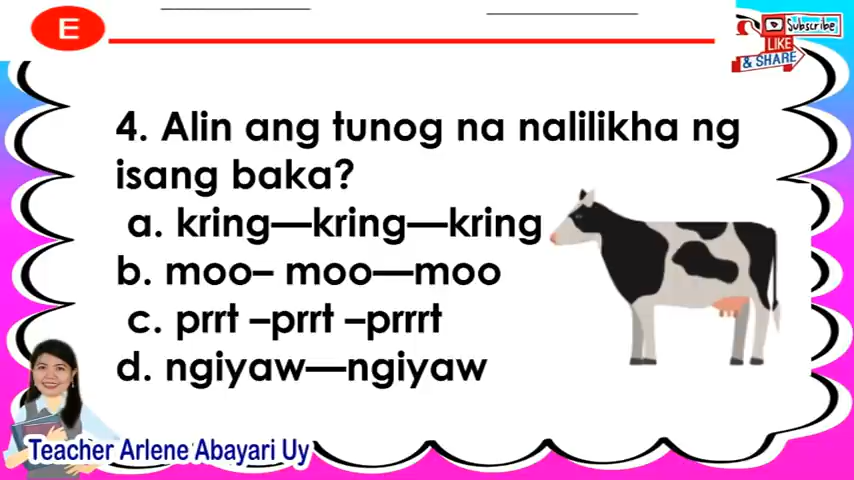 E
Subscribe
LIKE
& SHARE
4. Alin ang tunog na nalilikha ng
isang baka?
a. kring—kring—kring
b. moo– moo—moo
c. prrt –prrt –prrrt
d. ngiyaw—ngiyaw
Teacher Arlene Abayari Uy